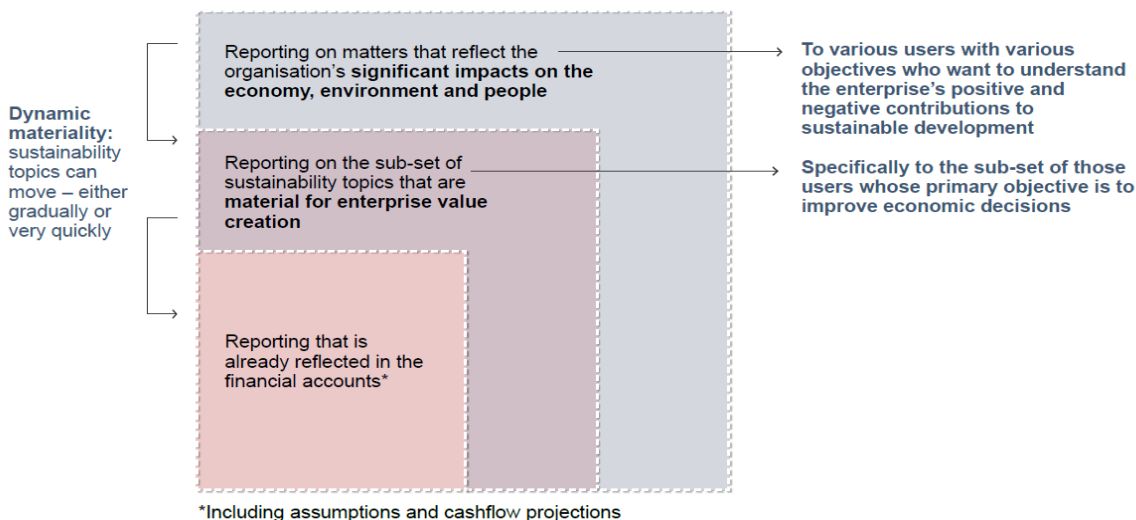 Dynamic
materiality:
sustainability
topics can
move – either
gradually or
very quickly
Reporting on matters that reflect the
organisation's significant impacts on the
economy, environment and people
To various users with various
objectives who want to understand
the enterprise's positive and
negative contributions to
sustainable development
Reporting on the sub-set of
sustainability topics that are
material for enterprise value
creation
Specifically to the sub-set of those
users whose primary objective is to
improve economic decisions
Reporting that is
already reflected in the
financial accounts*
*Including assumptions and cashflow projections